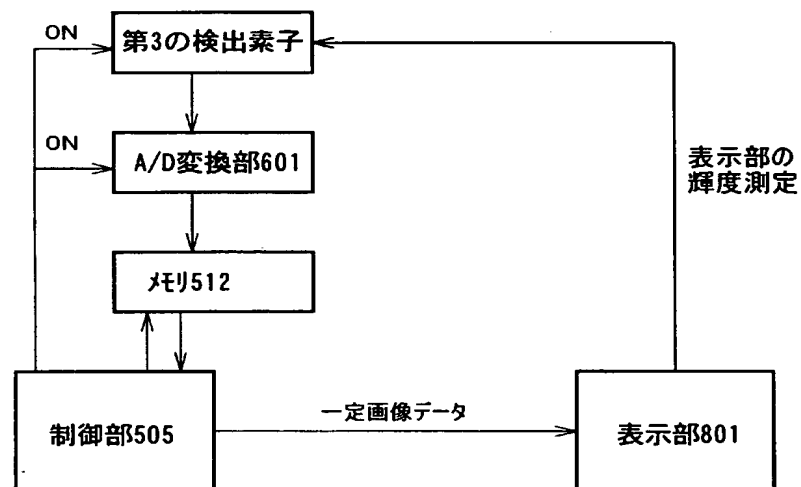 ON
第3の検出素子
ON
A/D変換部601
表示部の
輝度測定
メモリ512
一定画像データ
制御部505
表示部801